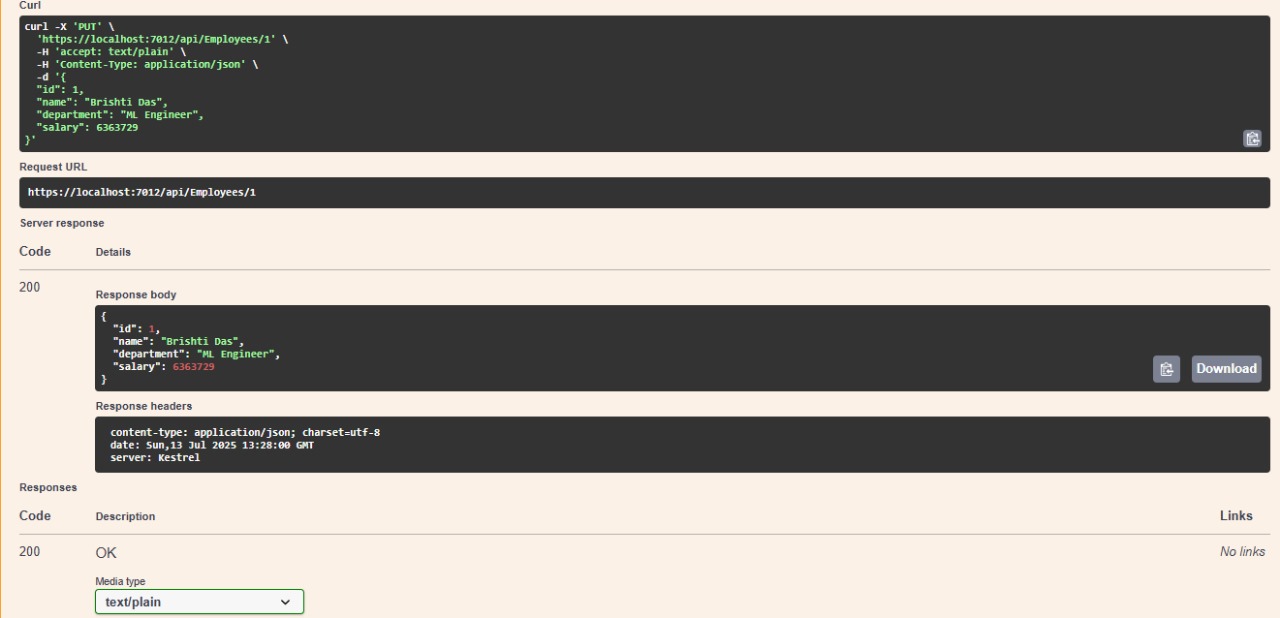 Curl
curl -X 'PUT' \
  'https://localhost:7012/api/Employees/1' \
  -H 'accept: text/plain' \
  -H 'Content-Type: application/json' \
  -d '{
  "id": 1,
  "name": "Brishti Das",
  "department": "ML Engineer",
  "salary": 6363729
}'
Request URL
https://localhost:7012/api/Employees/1
Server response
Code Details
200
Response body
{
  "id": 1,
  "name": "Brishti Das",
  "department": "ML Engineer",
  "salary": 6363729
}
Download
Response headers
content-type: application/json; charset=utf-8
date: Sun,13 Jul 2025 13:28:00 GMT
server: Kestrel
Responses
Code Description Links
200 OK No links
Media type
text/plain